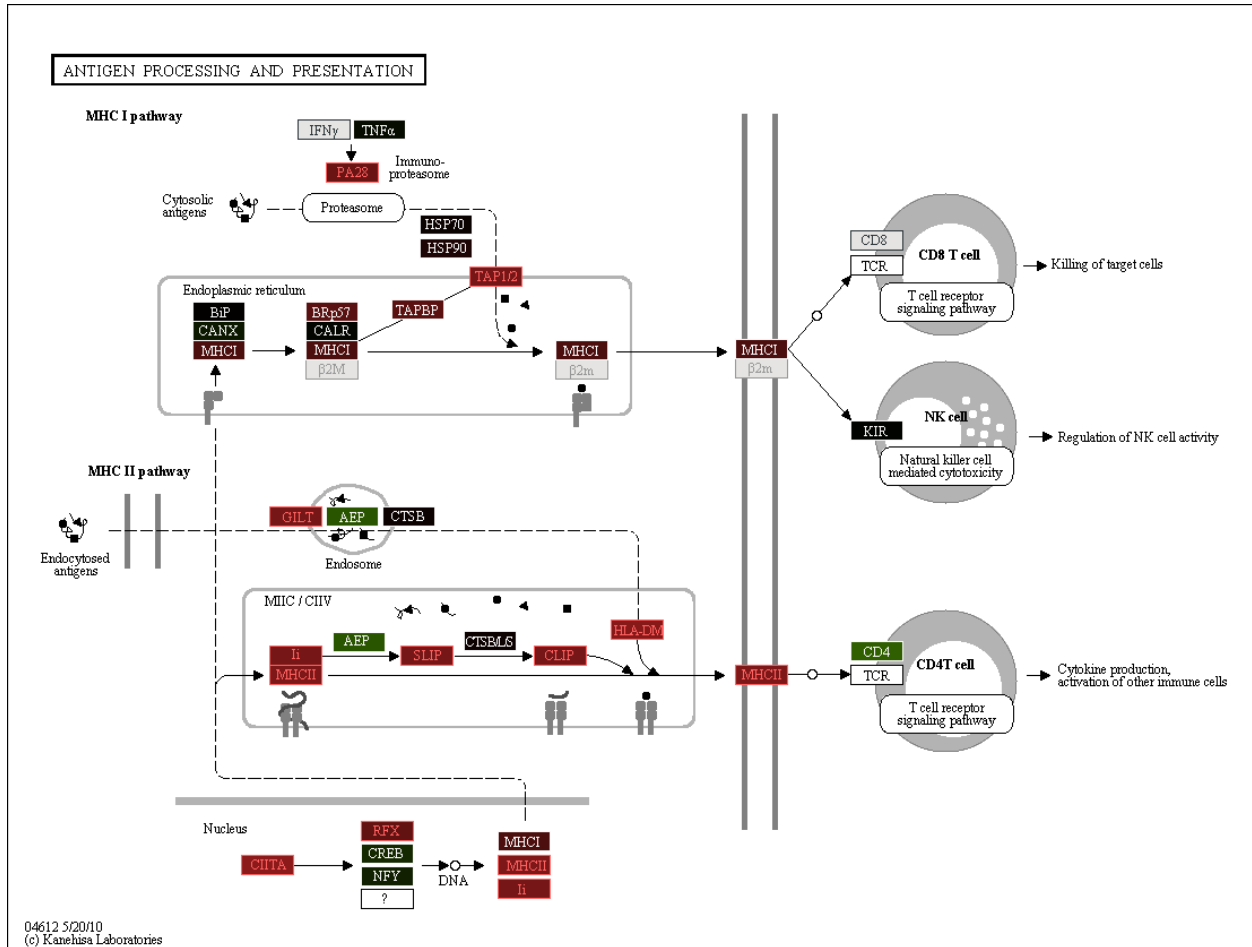 ANTIGEN PROCESSING AND PRESENTATION
MHC I pathway
IFNγ
TNFα
PA28
Immuno-
proteasome
Cytosolic
antigens
Proteasome
HSP70
HSP90
TAP1/2
Endoplasmic reticulum
BiP
CANX
MHCI
BRp57
CALR
MHCI
β2M
TAPBP
MHCI
β2m
MHCI
β2m
CD8
TCR
CD8 T cell
T cell receptor
signaling pathway
Killing of target cells
KIR
NK cell
Natural killer cell
mediated cytotoxicity
Regulation of NK cell activity
MHC II pathway
GILT
AEP
CTSB
Endosome
Endocytosed
antigens
MIIC / CIIV
Ii
MHCII
AEP
SLIP
CTSB/L/S
CLIP
HLA-DM
MHCII
CD4
TCR
CD4T cell
T cell receptor
signaling pathway
Cytokine production,
activation of other immune cells
Nucleus
CIITA
RFX
CREB
NFY
?
DNA
MHCI
MHCII
Ii
04612 5/20/10
(c) Kanehisa Laboratories